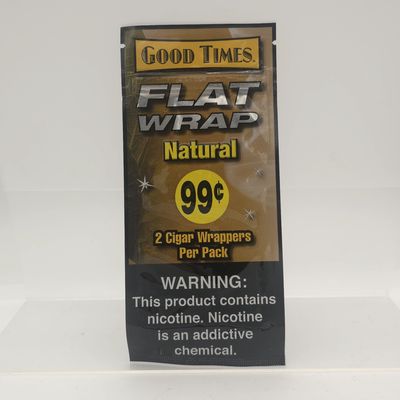 GOOD TIMES®
FLAT
WRAP
Natural
99¢
2 Cigar Wrappers
Per Pack
WARNING:
This product contains
nicotine. Nicotine
is an addictive
chemical.